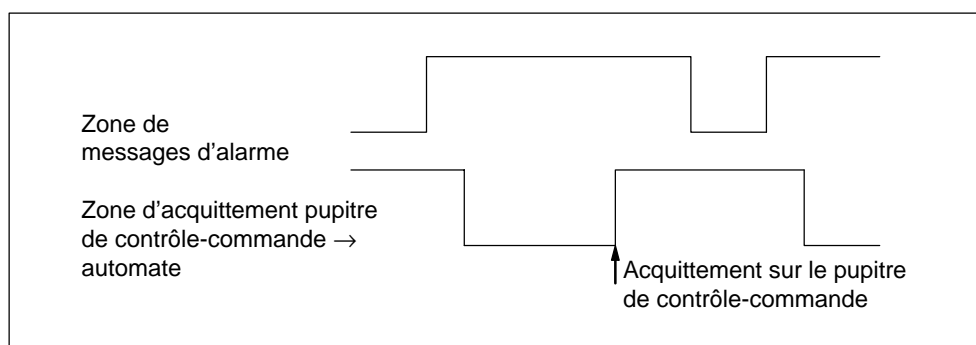 Zone de
messages d'alarme
Zone d'acquittement pupitre
de contrôle-commande →
automate
Acquittement sur le pupitre
de contrôle-commande